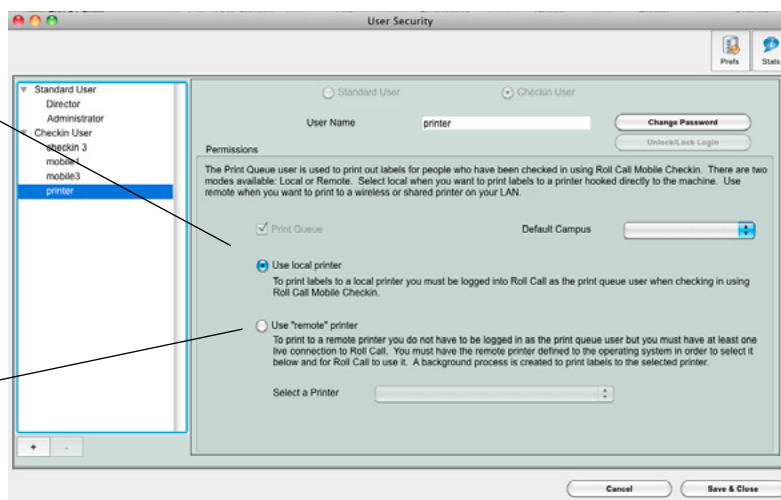 User Security
Prefs
Stats
Standard User
Director
Administrator
Checkin User
checkin 3
mobile1
mobile3
printer
Standard User
Checkin User
User Name
printer
Change Password
Unlock/Lock Login
Permissions
The Print Queue user is used to print out labels for people who have been checked in using Roll Call Mobile Checkin. There are two
modes available: Local or Remote. Select local when you want to print labels to a printer hooked directly to the machine. Use
remote when you want to print to a wireless or shared printer on your LAN.
Print Queue
Default Campus
Use local printer
To print labels to a local printer you must be logged into Roll Call as the print queue user when checking in using
Roll Call Mobile Checkin.
Use "remote" printer
To print to a remote printer you do not have to be logged in as the print queue user but you must have at least one
live connection to Roll Call. You must have the remote printer defined to the operating system in order to select it
below and for Roll Call to use it. A background process is created to print labels to the selected printer.
Select a Printer
+ -
Cancel
Save & Close